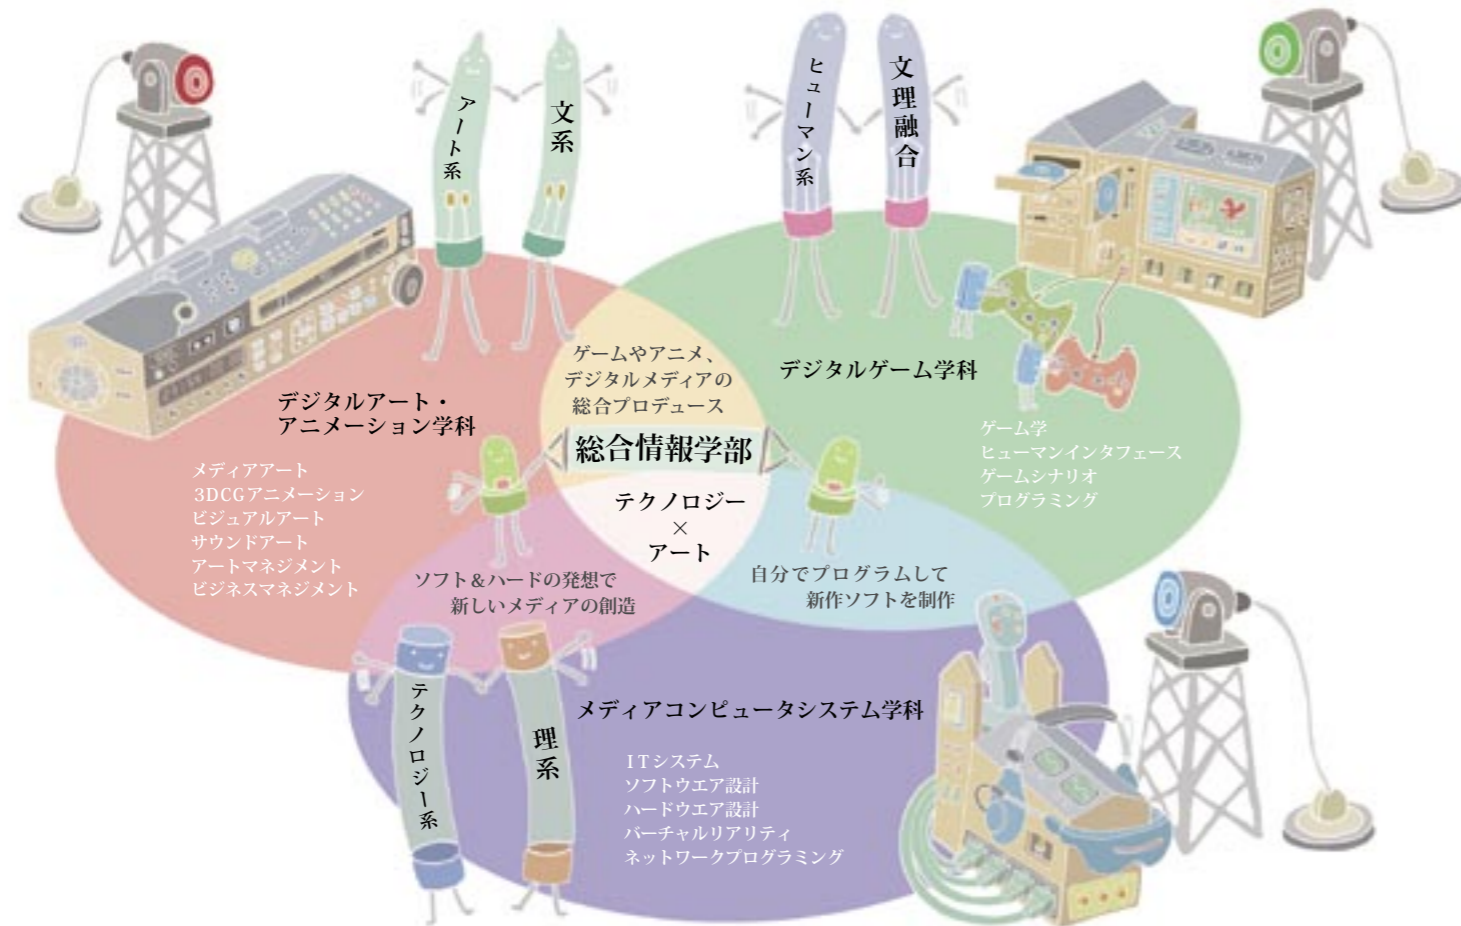 アート系
文系
ヒューマン系
文理融合
ゲームやアニメ、
デジタルメディアの
総合プロデュース
デジタルゲーム学科
デジタルアート・
アニメーション学科
ゲーム学
ヒューマンインタフェース
ゲームシナリオ
プログラミング
総合情報学部
テクノロジー
×
アート
メディアアート
3DCGアニメーション
ビジュアルアート
サウンドアート
アートマネジメント
ビジネスマネジメント
ソフト&ハードの発想で
新しいメディアの創造
自分でプログラムして
新作ソフトを制作
テクノロジー系
理系
メディアコンピュータシステム学科
ITシステム
ソフトウエア設計
ハードウエア設計
バーチャルリアリティ
ネットワークプログラミング